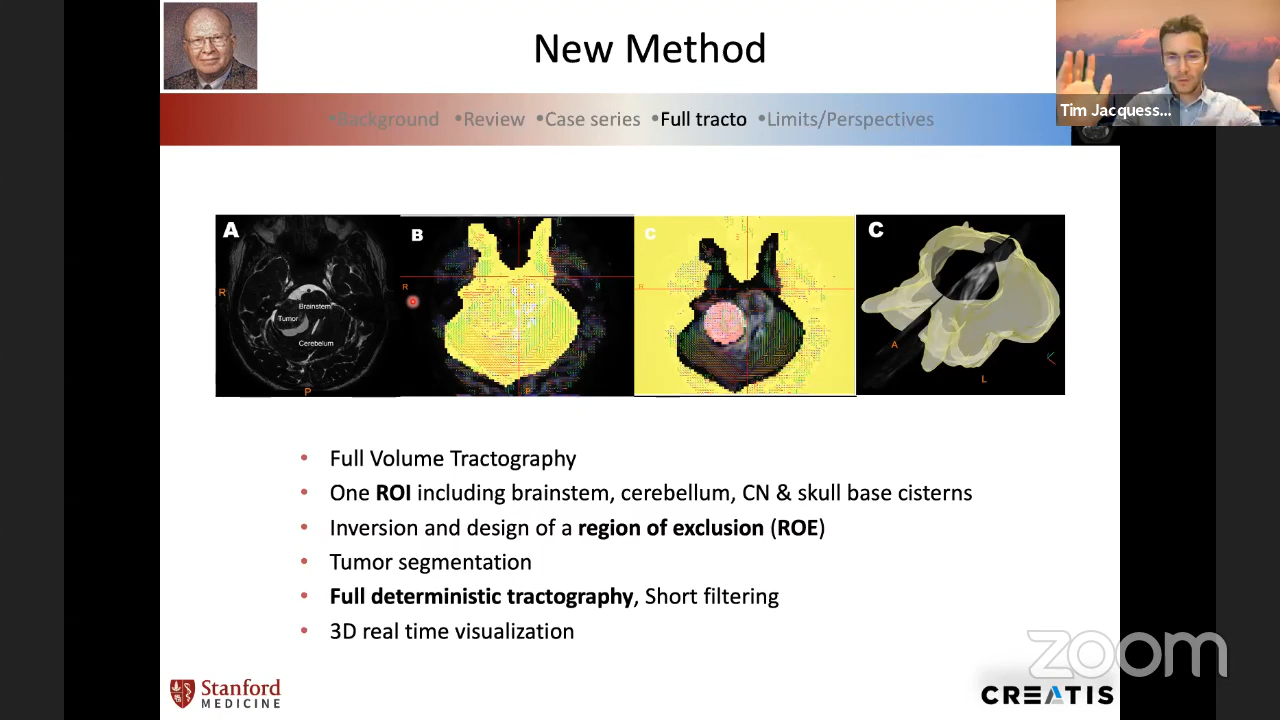 New Method
Tim Jacquess...
•Background •Review •Case series •Full tracto •Limits/Perspectives
A
B
C
C
R
R
R
Brainstem
Tumor
Cerebelum
A
L
P
P
• Full Volume Tractography
• One ROI including brainstem, cerebellum, CN & skull base cisterns
• Inversion and design of a region of exclusion (ROE)
• Tumor segmentation
• Full deterministic tractography, Short filtering
• 3D real time visualization
zoom
Stanford
MEDICINE
CREATIS